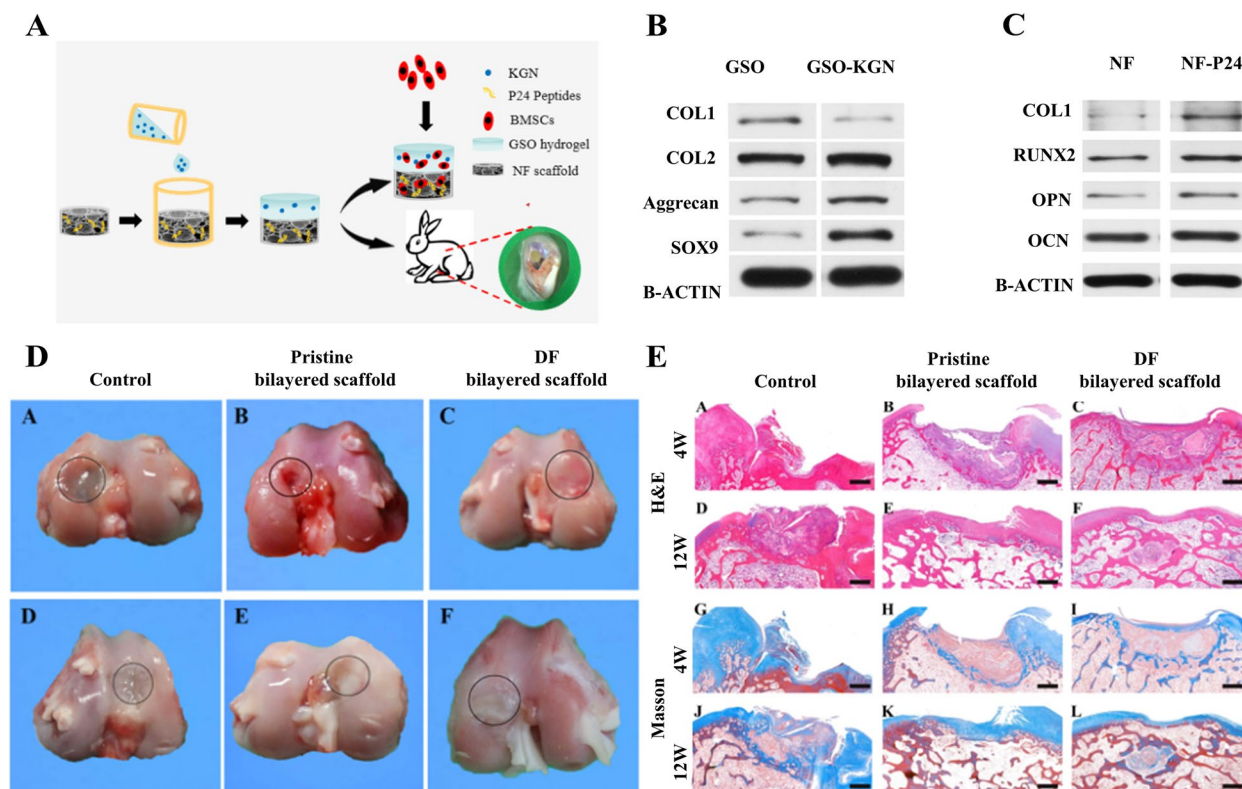 A
KGN
P24 Peptides
BMSCs
GSO hydrogel
NF scaffold
B
GSO GSO-KGN
COL1
COL2
Aggrecan
SOX9
B-ACTIN
C
NF NF-P24
COL1
RUNX2
OPN
OCN
B-ACTIN
D
Control
Pristine
bilayered scaffold
DF
bilayered scaffold
A B C
D E F
E
Control
Pristine
bilayered scaffold
DF
bilayered scaffold
H&E
4W
A B C
12W
D E F
Masson
4W
G H I
12W
J K L